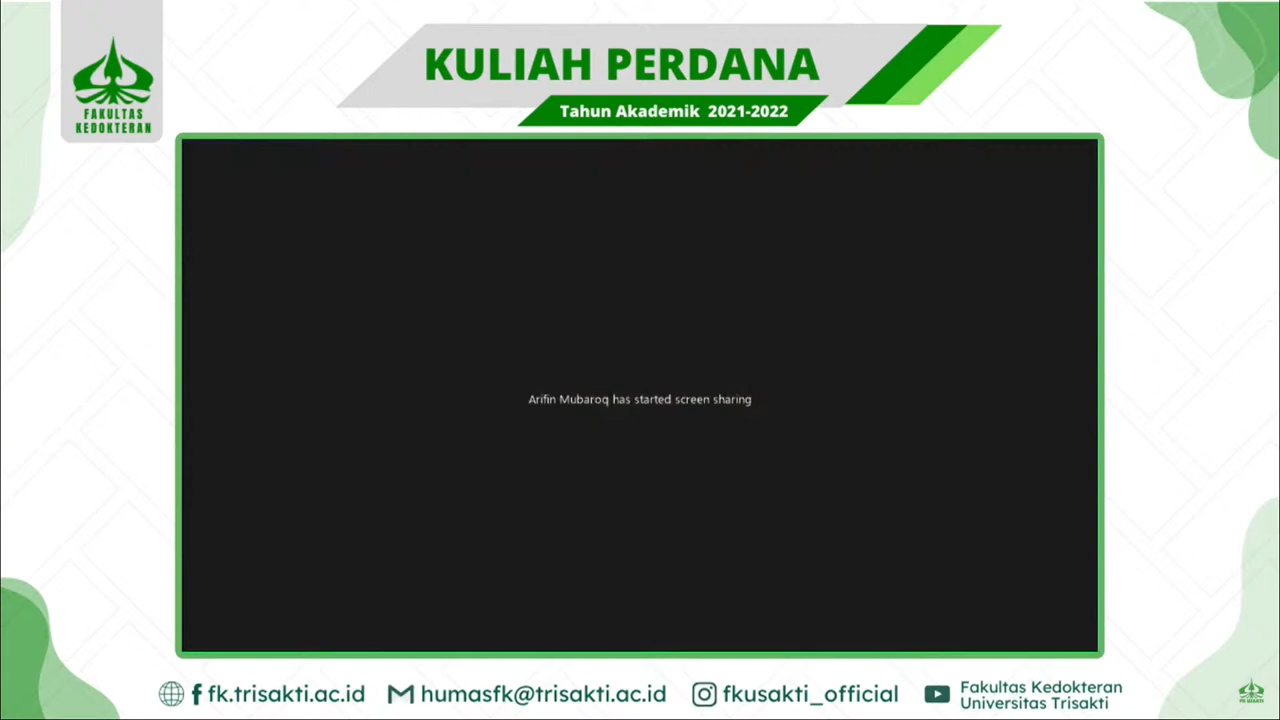 FAKULTAS
KEDOKTERAN
KULIAH PERDANA
Tahun Akademik 2021-2022
Arifin Mubaroq has started screen sharing
fk.trisakti.ac.id
humasfk@trisakti.ac.id
fkusakti_official
Fakultas Kedokteran
Universitas Trisakti